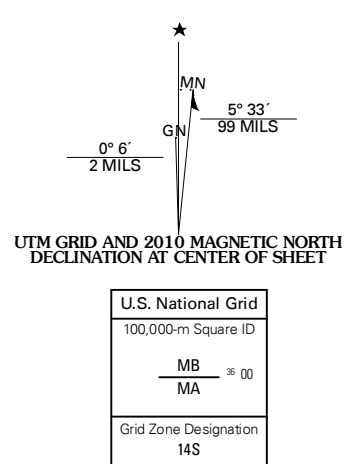 ★
MN
GN
5° 33´
99 MILS
0° 6´
2 MILS
UTM GRID AND 2010 MAGNETIC NORTH
DECLINATION AT CENTER OF SHEET
U.S. National Grid
100,000-m Square ID
MB
36 00
MA
Grid Zone Designation
14S